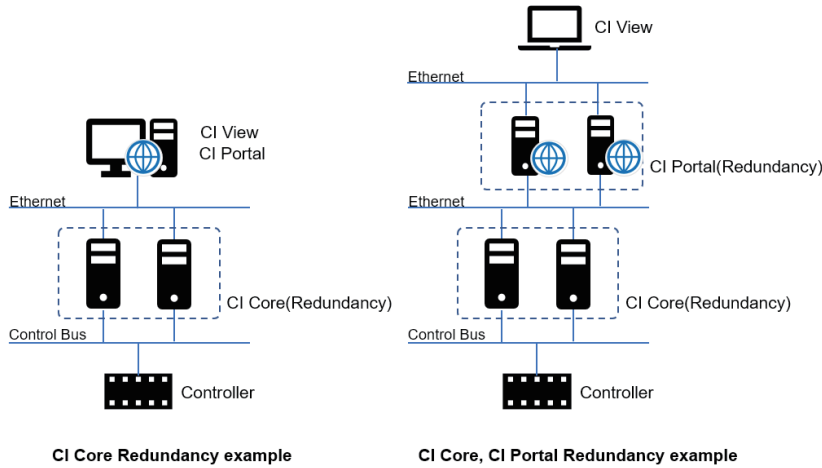 CI View
CI Portal
Ethernet
CI Core(Redundancy)
Control Bus
Controller
CI Core Redundancy example
CI View
Ethernet
CI Portal(Redundancy)
Ethernet
CI Core(Redundancy)
Control Bus
Controller
CI Core, CI Portal Redundancy example